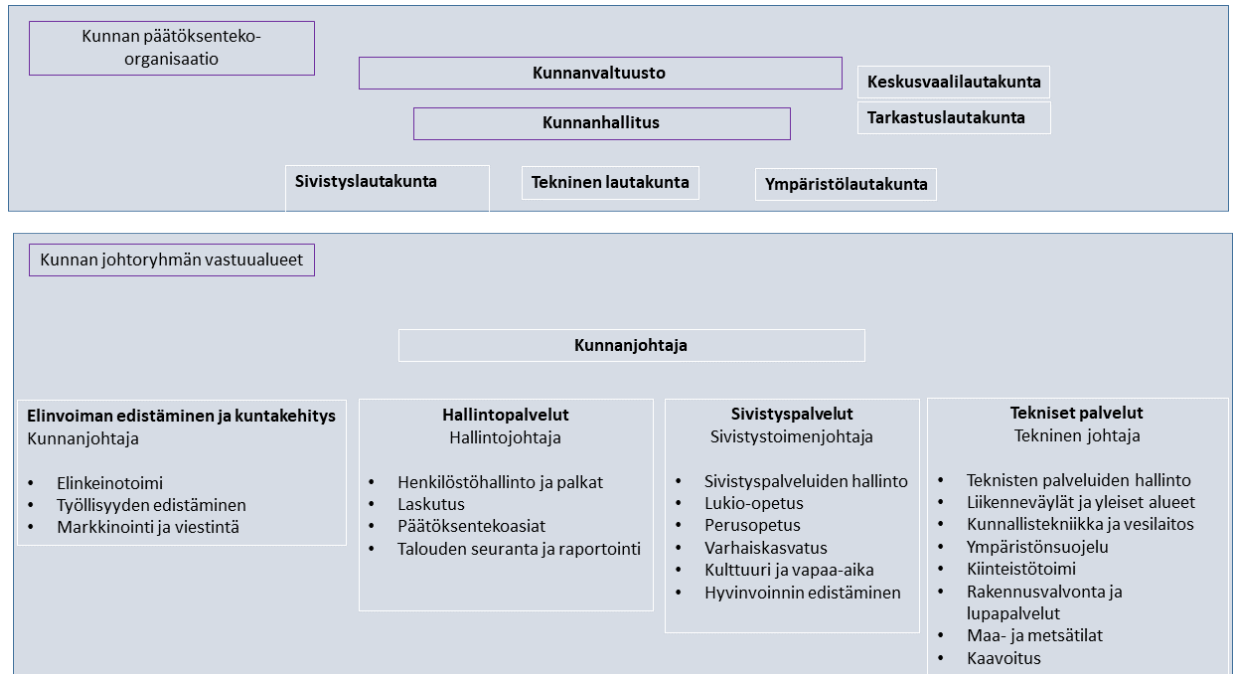 Kunnan päätöksenteko-
organisaatio
Kunnanvaltuusto
Keskusvaalilautakunta
Kunnanhallitus
Tarkastuslautakunta
Sivistyslautakunta
Tekninen lautakunta
Ympäristölautakunta
Kunnan johtoryhmän vastuualueet
Kunnanjohtaja
Elinvoiman edistäminen ja kuntakehitys
Kunnanjohtaja
• Elinkeinotoimi
• Työllisyyden edistäminen
• Markkinointi ja viestintä
Hallintopalvelut
Hallintojohtaja
• Henkilöstöhallinto ja palkat
• Laskutus
• Päätöksentekoasiat
• Talouden seuranta ja raportointi
Sivistyspalvelut
Sivistystoimenjohtaja
• Sivistyspalveluiden hallinto
• Lukio-opetus
• Perusopetus
• Varhaiskasvatus
• Kulttuuri ja vapaa-aika
• Hyvinvoinnin edistäminen
Tekniset palvelut
Tekninen johtaja
• Teknisten palveluiden hallinto
• Liikenneväylät ja yleiset alueet
• Kunnallistekniikka ja vesilaitos
• Ympäristönsuojelu
• Kiinteistötoimi
• Rakennusvalvonta ja
lupapalvelut
• Maa- ja metsätilat
• Kaavoitus